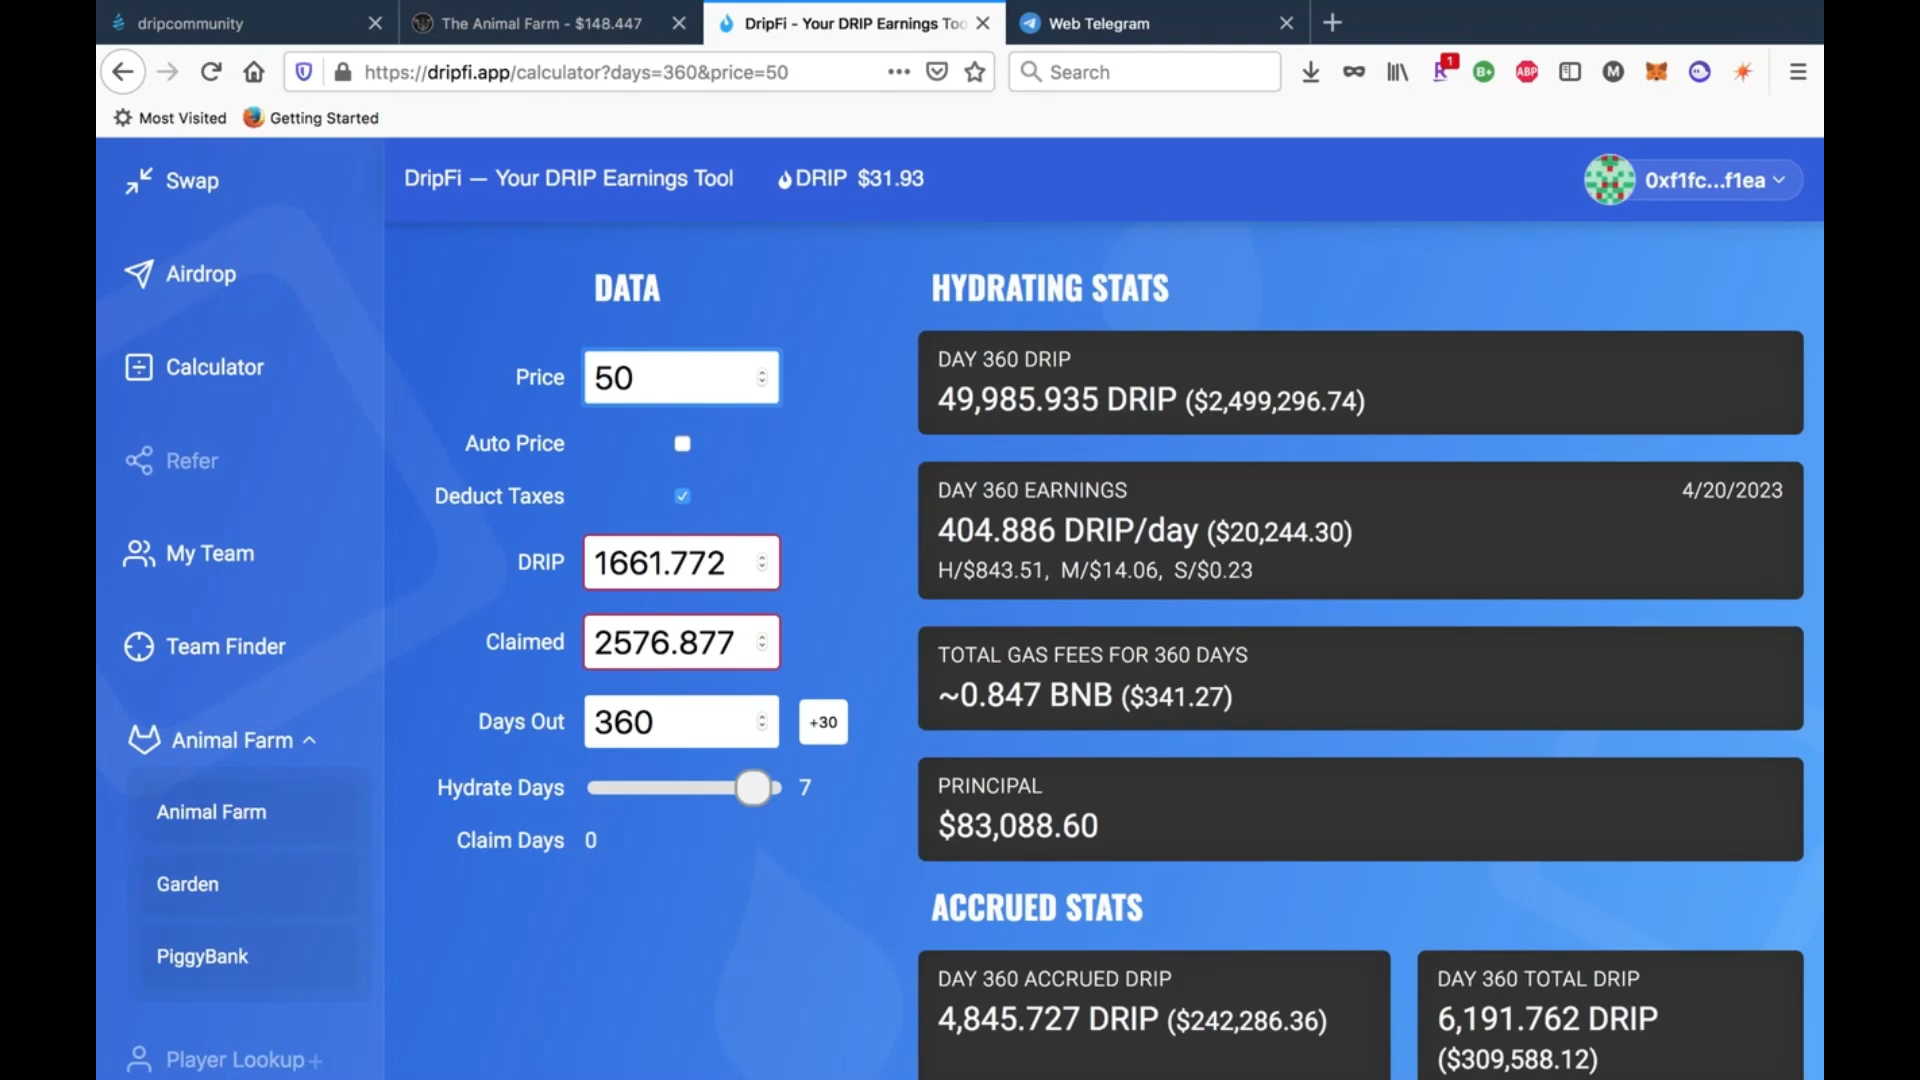 dripcommunity
The Animal Farm - $148.447
DripFi - Your DRIP Earnings Too
Web Telegram
https://dripfi.app/calculator?days=360&price=50
Search
1
B+
ABP
M
Most Visited
Getting Started
Swap
Airdrop
Calculator
Refer
My Team
Team Finder
Animal Farm
Animal Farm
Garden
PiggyBank
Player Lookup+
DripFi — Your DRIP Earnings Tool
DRIP $31.93
0xf1fc...f1ea
DATA
Price 50
Auto Price
Deduct Taxes
DRIP 1661.772
Claimed 2576.877
Days Out 360 +30
Hydrate Days 7
Claim Days 0
HYDRATING STATS
DAY 360 DRIP
49,985.935 DRIP ($2,499,296.74)
DAY 360 EARNINGS 4/20/2023
404.886 DRIP/day ($20,244.30)
H/$843.51, M/$14.06, S/$0.23
TOTAL GAS FEES FOR 360 DAYS
~0.847 BNB ($341.27)
PRINCIPAL
$83,088.60
ACCRUED STATS
DAY 360 ACCRUED DRIP
4,845.727 DRIP ($242,286.36)
DAY 360 TOTAL DRIP
6,191.762 DRIP
($309,588.12)